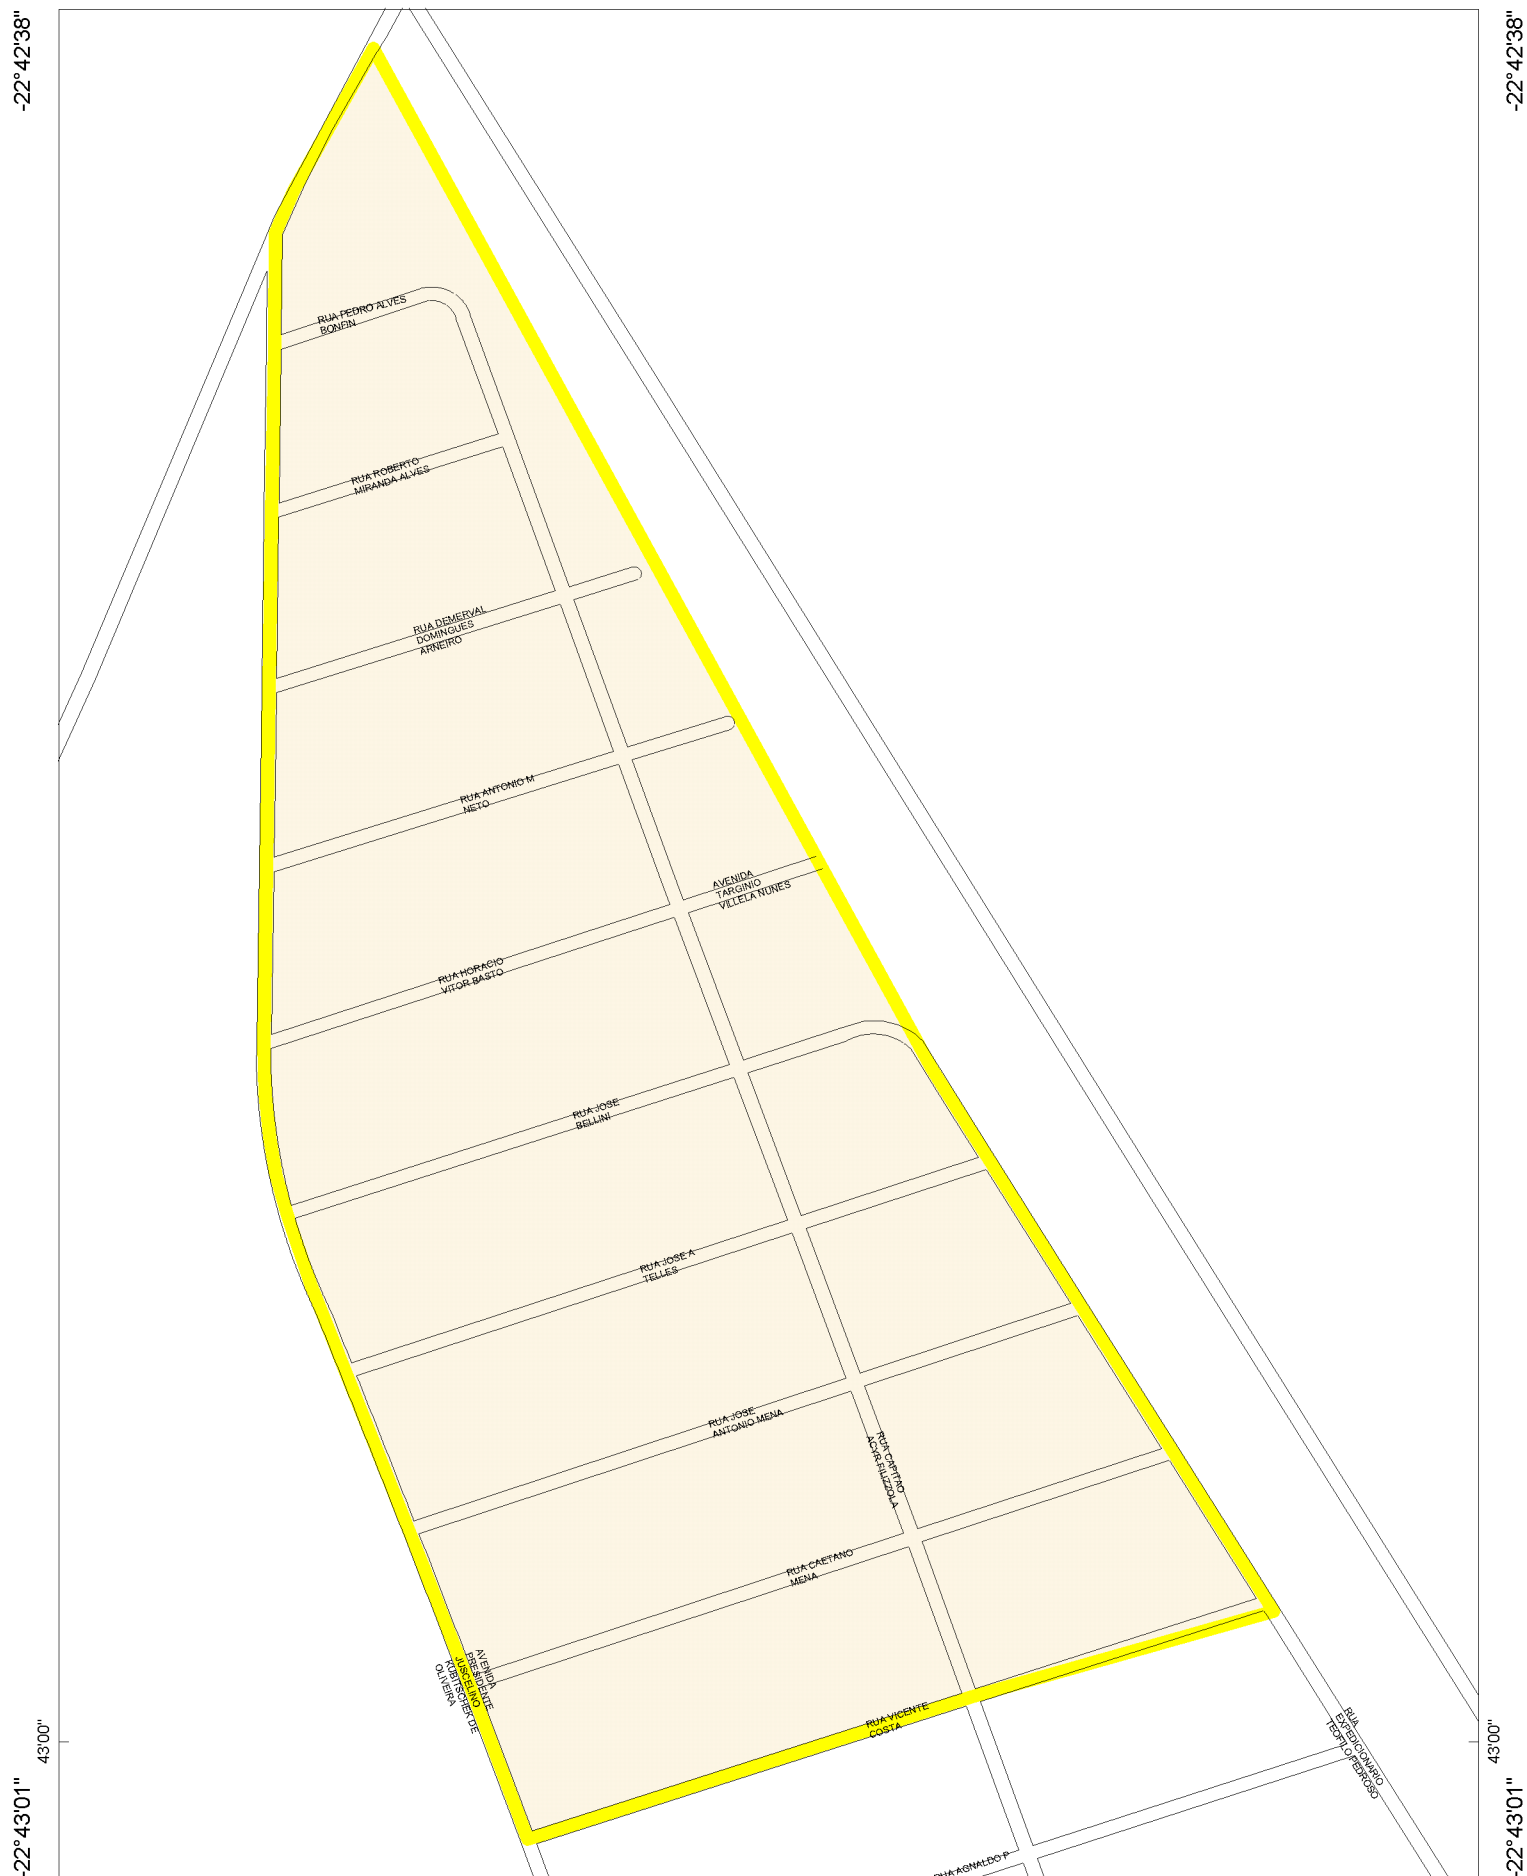 -22°42'38"
-22°42'38"
RUA PEDRO ALVES
BONFIN
RUA ROBERTO
MIRANDA ALVES
RUA DEMERVAL
DOMINGUES
ARNEIRO
RUA ANTONIO M
NETO
AVENIDA
TARGINIO
VILLELA NUNES
RUA HORACIO
VITOR BASTO
RUA JOSE
BELLINI
RUA JOSE A
TELLES
RUA JOSE
ANTONIO MENA
RUA CAPITAO
ACYR FILIZZOLA
RUA CAETANO
MENA
AVENIDA
PRESIDENTE
JUSCELINO
KUBITSCHEK DE
OLIVEIRA
RUA VICENTE
COSTA
RUA
EXPEDICIONARIO
TEOFILO PEDROSO
43'00"
43'00"
-22°43'01"
-22°43'01"
RUA AGNALDO P